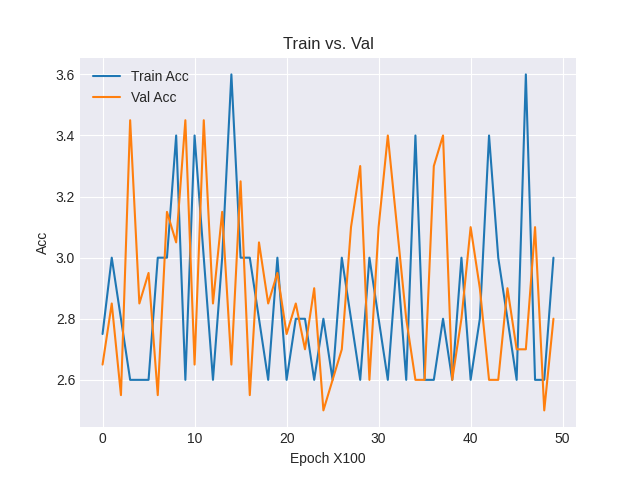 Train vs. Val
Train Acc
Val Acc
3.6
3.4
3.2
3.0
2.8
2.6
Acc
0 10 20 30 40 50
Epoch X100